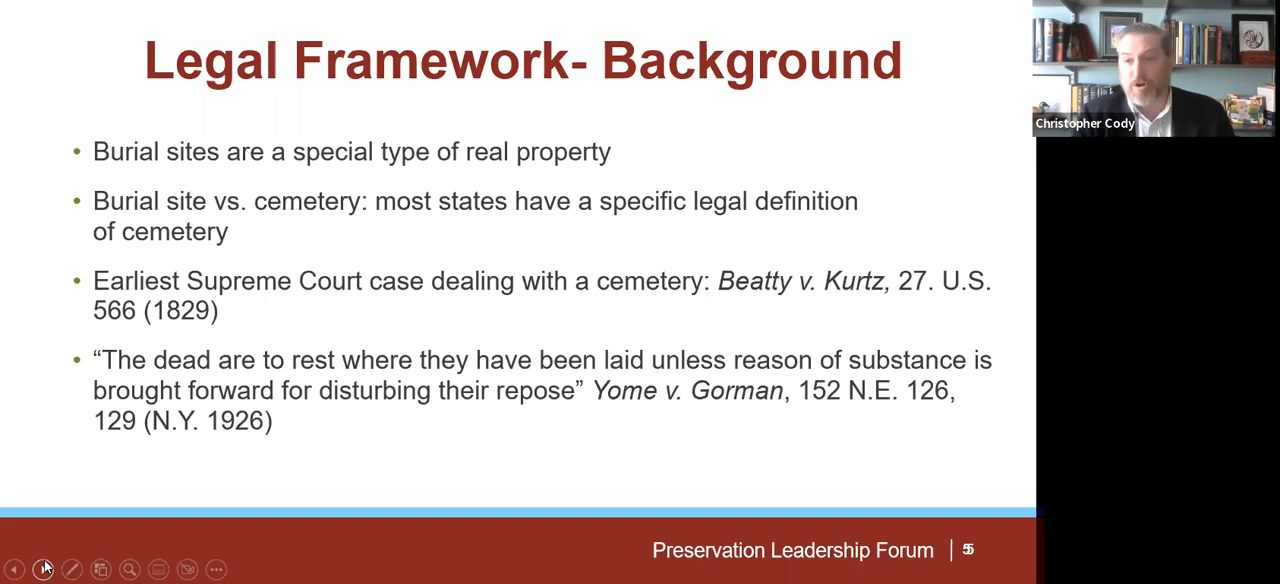 Legal Framework- Background
• Burial sites are a special type of real property
• Burial site vs. cemetery: most states have a specific legal definition
of cemetery
• Earliest Supreme Court case dealing with a cemetery: Beatty v. Kurtz, 27. U.S.
566 (1829)
• “The dead are to rest where they have been laid unless reason of substance is
brought forward for disturbing their repose” Yome v. Gorman, 152 N.E. 126,
129 (N.Y. 1926)
Christopher Cody
Preservation Leadership Forum | 5